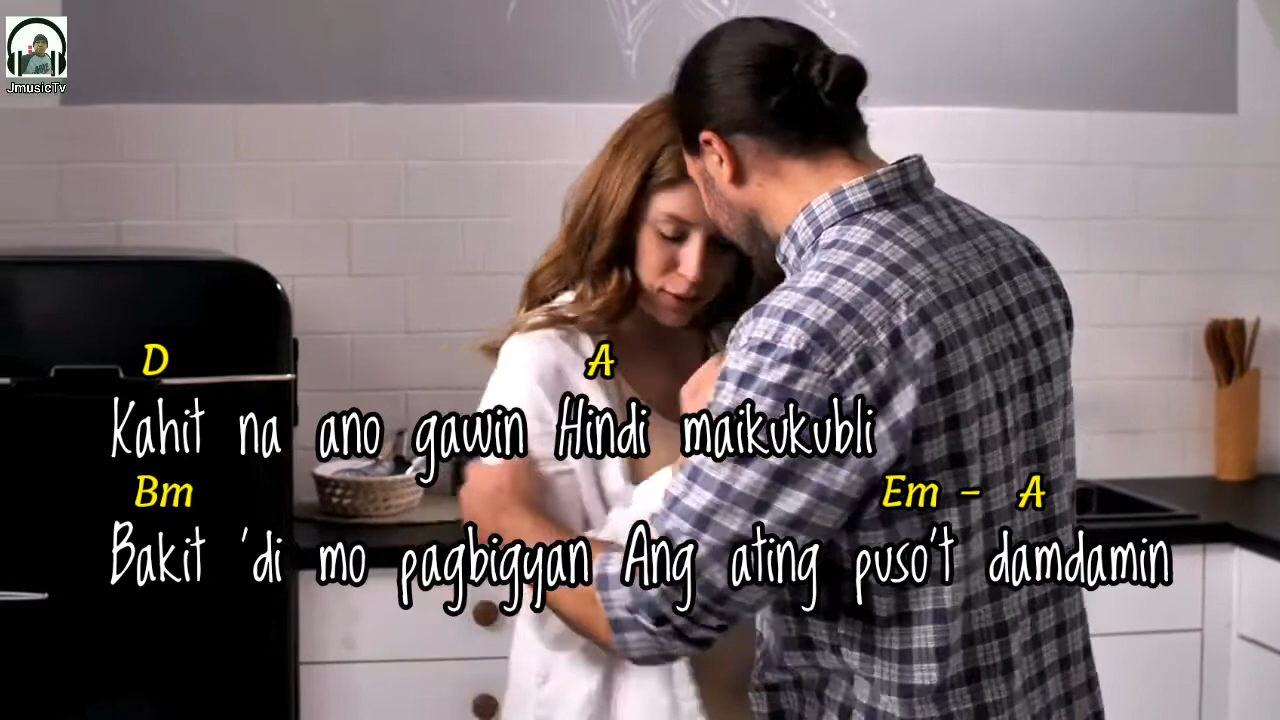 JmusicTv
D A
Kahit na ano gawin Hindi maikukubli
Bm Em - A
Bakit 'di mo pagbigyan Ang ating puso't damdamin